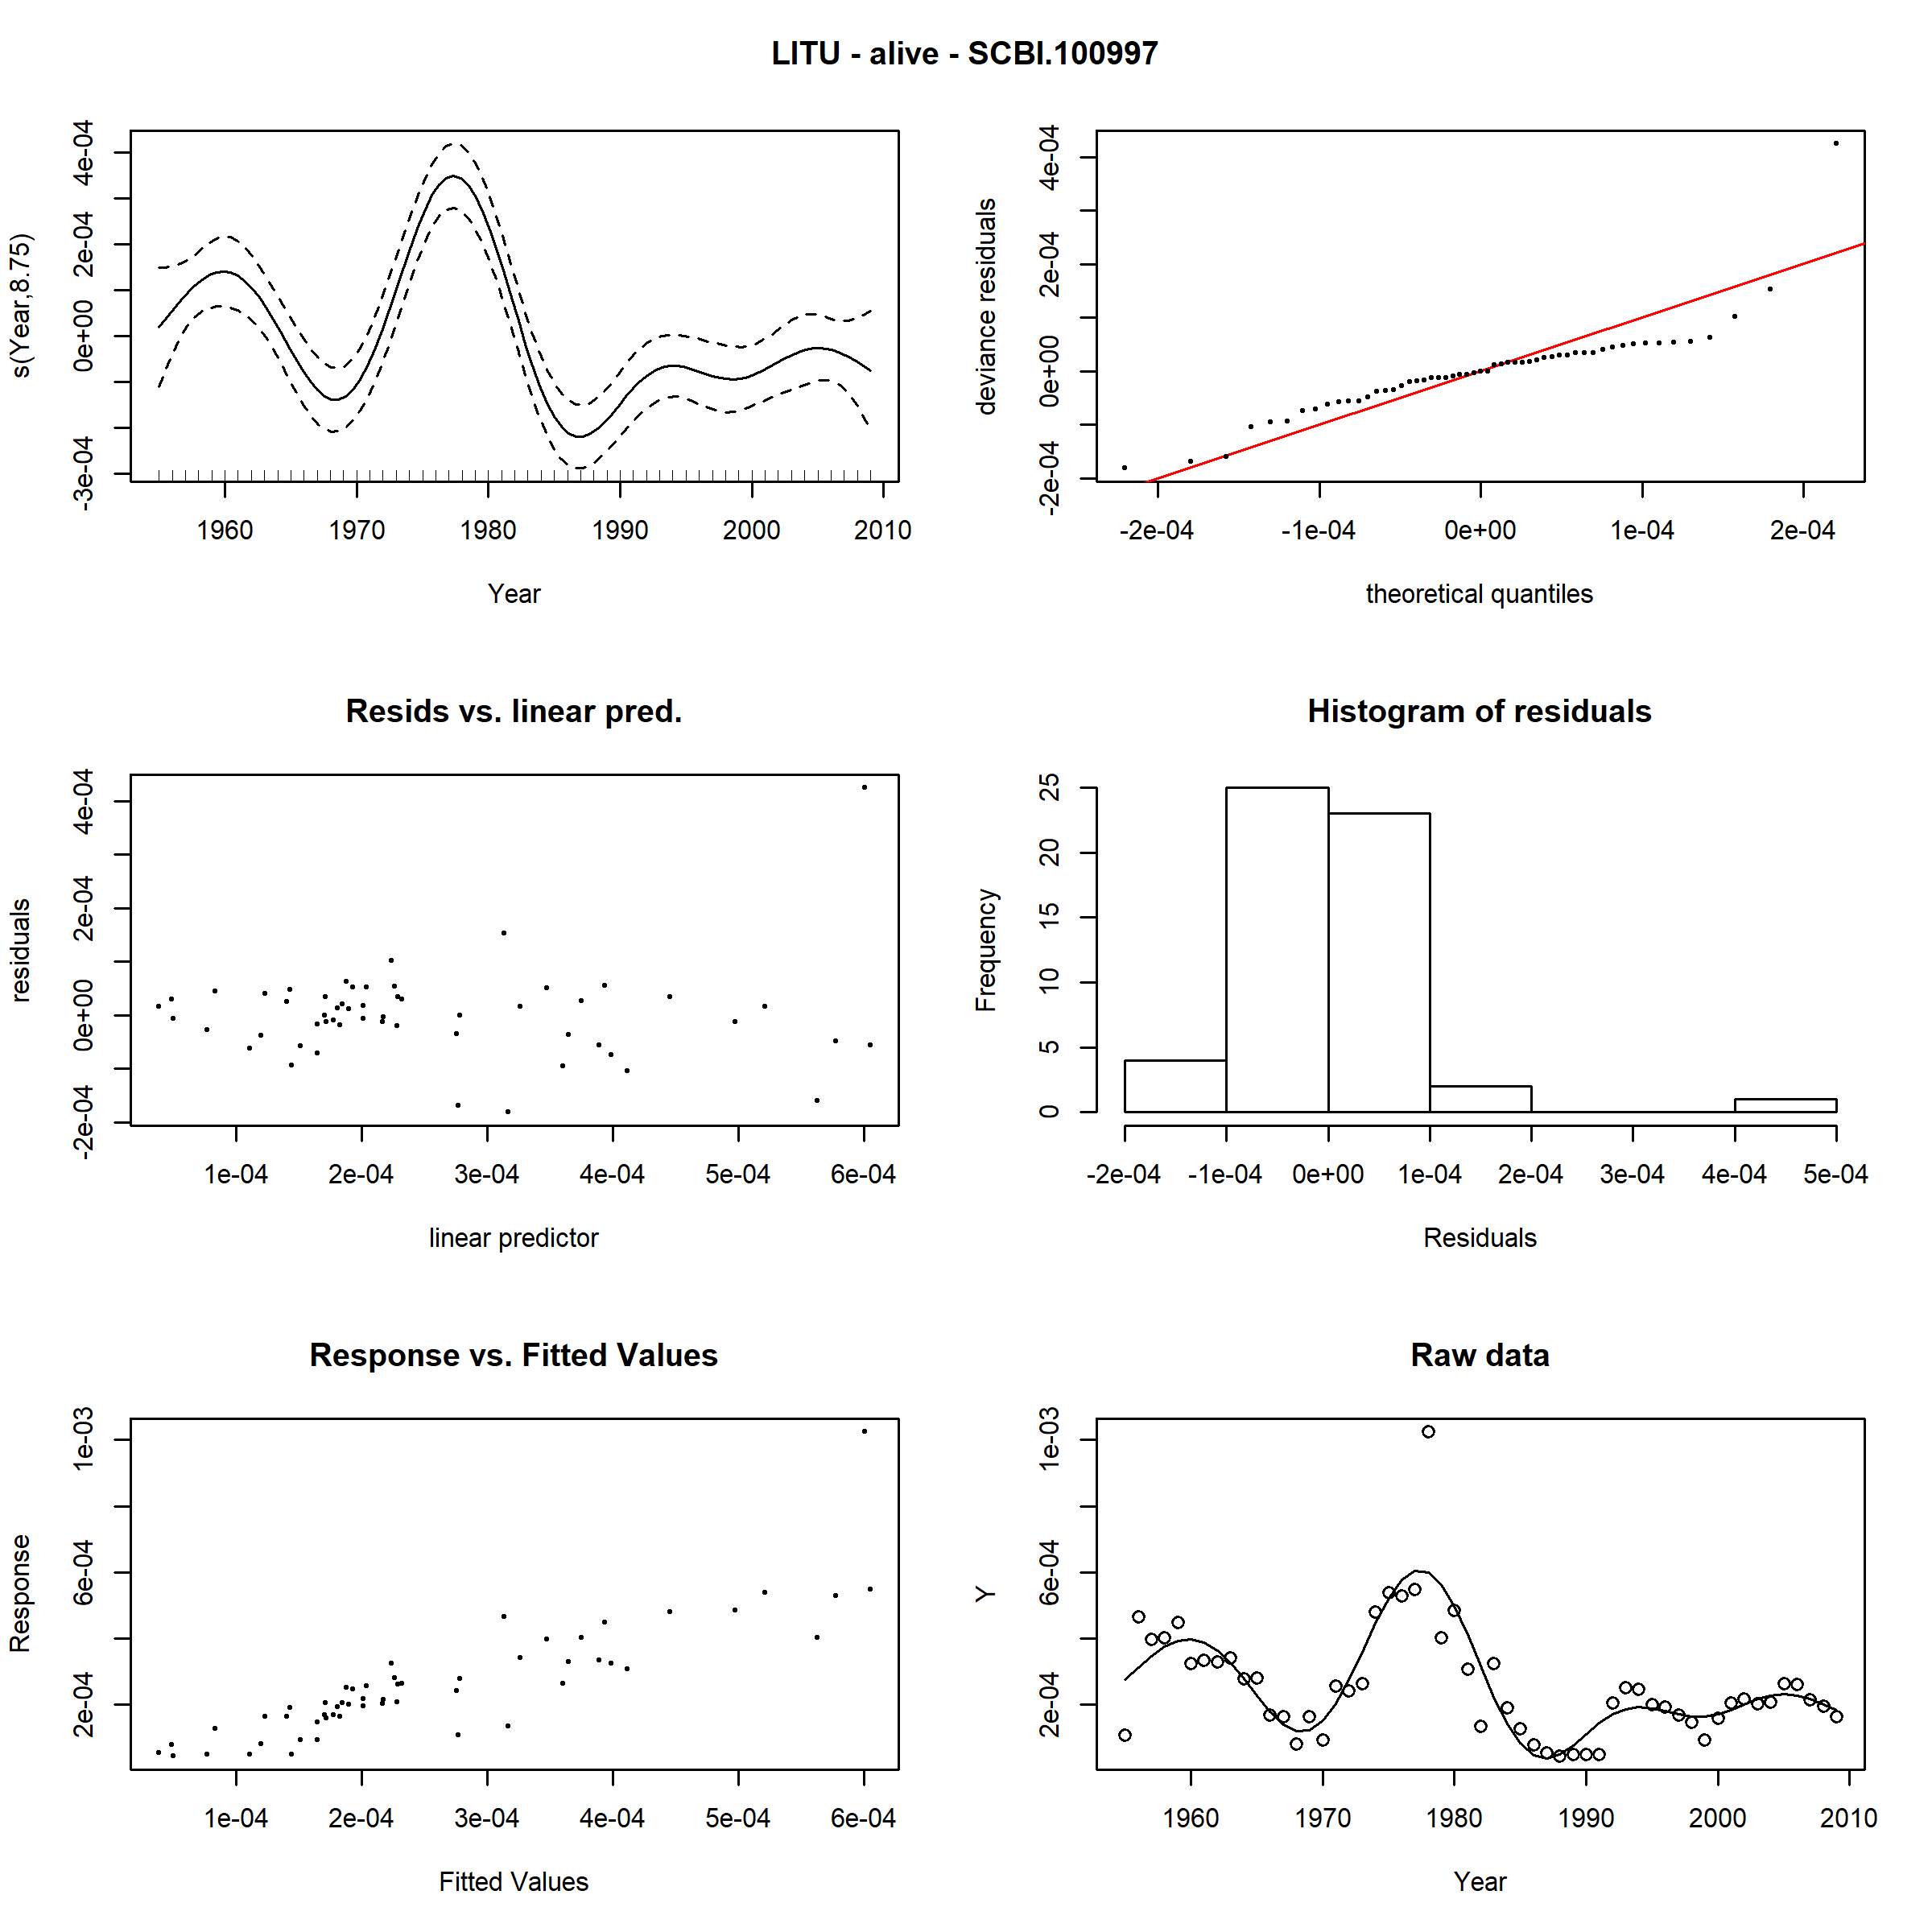 LITU - alive - SCBI.100997
s(Year,8.75)
-3e-04 0e+00 2e-04 4e-04
1960 1970 1980 1990 2000 2010
Year
deviance residuals
-2e-04 0e+00 2e-04 4e-04
-2e-04 -1e-04 0e+00 1e-04 2e-04
theoretical quantiles
Resids vs. linear pred.
residuals
-2e-04 0e+00 2e-04 4e-04
1e-04 2e-04 3e-04 4e-04 5e-04 6e-04
linear predictor
Histogram of residuals
Frequency
0 5 10 15 20 25
-2e-04 -1e-04 0e+00 1e-04 2e-04 3e-04 4e-04 5e-04
Residuals
Response vs. Fitted Values
Response
2e-04 6e-04 1e-03
1e-04 2e-04 3e-04 4e-04 5e-04 6e-04
Fitted Values
Raw data
Y
2e-04 6e-04 1e-03
1960 1970 1980 1990 2000 2010
Year